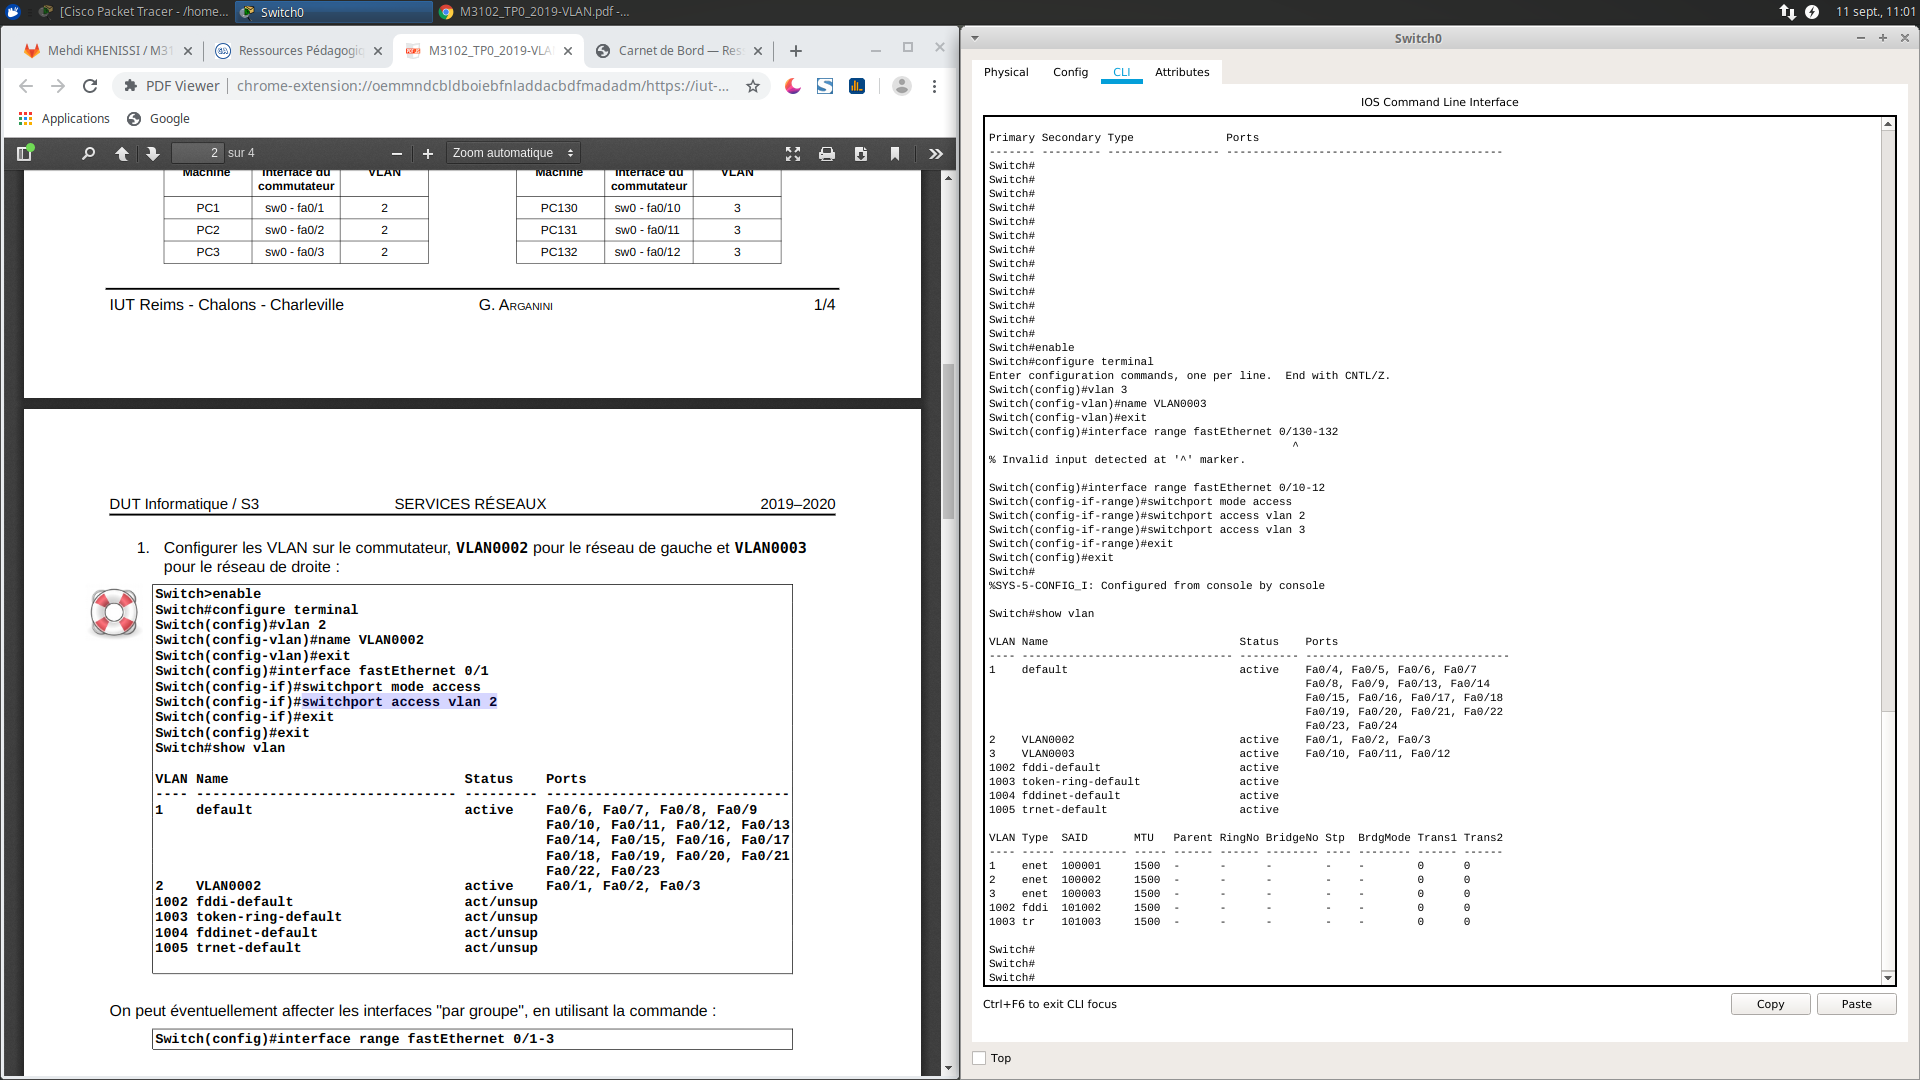 [Cisco Packet Tracer - /home...
Switch0
M3102_TP0_2019-VLAN.pdf -...
11 sept., 11:01
Mehdi KHENISSI / M31
Ressources Pédagogi
M3102_TP0_2019-VLA
Carnet de Bord — Res
PDF Viewer
chrome-extension://oemmndcbldboiebfnladdacbdfmadadm/https://iut-...
Applications
Google
2 sur 4
Zoom automatique
Machine Interface du commutateur VLAN
PC1 sw0 - fa0/1 2
PC2 sw0 - fa0/2 2
PC3 sw0 - fa0/3 2
Machine Interface du commutateur VLAN
PC130 sw0 - fa0/10 3
PC131 sw0 - fa0/11 3
PC132 sw0 - fa0/12 3
IUT Reims - Chalons - Charleville G. ARGANINI 1/4
DUT Informatique / S3 SERVICES RÉSEAUX 2019–2020
1. Configurer les VLAN sur le commutateur, VLAN0002 pour le réseau de gauche et VLAN0003
pour le réseau de droite :
Switch>enable
Switch#configure terminal
Switch(config)#vlan 2
Switch(config-vlan)#name VLAN0002
Switch(config-vlan)#exit
Switch(config)#interface fastEthernet 0/1
Switch(config-if)#switchport mode access
Switch(config-if)#switchport access vlan 2
Switch(config-if)#exit
Switch(config)#exit
Switch#show vlan
VLAN Name Status Ports
---- -------------------------------- --------- ------------------------------
1 default active Fa0/6, Fa0/7, Fa0/8, Fa0/9
Fa0/10, Fa0/11, Fa0/12, Fa0/13
Fa0/14, Fa0/15, Fa0/16, Fa0/17
Fa0/18, Fa0/19, Fa0/20, Fa0/21
Fa0/22, Fa0/23
2 VLAN0002 active Fa0/1, Fa0/2, Fa0/3
1002 fddi-default act/unsup
1003 token-ring-default act/unsup
1004 fddinet-default act/unsup
1005 trnet-default act/unsup
On peut éventuellement affecter les interfaces "par groupe", en utilisant la commande :
Switch(config)#interface range fastEthernet 0/1-3
Switch0
Physical Config CLI Attributes
IOS Command Line Interface
Primary Secondary Type Ports
------- --------- ----------------- ------------------------------------------
Switch#
Switch#
Switch#
Switch#
Switch#
Switch#
Switch#
Switch#
Switch#
Switch#
Switch#
Switch#
Switch#
Switch#enable
Switch#configure terminal
Enter configuration commands, one per line.  End with CNTL/Z.
Switch(config)#vlan 3
Switch(config-vlan)#name VLAN0003
Switch(config-vlan)#exit
Switch(config)#interface range fastEthernet 0/130-132
^
% Invalid input detected at '^' marker.
Switch(config)#interface range fastEthernet 0/10-12
Switch(config-if-range)#switchport mode access
Switch(config-if-range)#switchport access vlan 2
Switch(config-if-range)#switchport access vlan 3
Switch(config-if-range)#exit
Switch(config)#exit
Switch#
%SYS-5-CONFIG_I: Configured from console by console
Switch#show vlan
VLAN Name Status Ports
---- -------------------------------- --------- -------------------------------
1 default active Fa0/4, Fa0/5, Fa0/6, Fa0/7
Fa0/8, Fa0/9, Fa0/13, Fa0/14
Fa0/15, Fa0/16, Fa0/17, Fa0/18
Fa0/19, Fa0/20, Fa0/21, Fa0/22
Fa0/23, Fa0/24
2 VLAN0002 active Fa0/1, Fa0/2, Fa0/3
3 VLAN0003 active Fa0/10, Fa0/11, Fa0/12
1002 fddi-default active
1003 token-ring-default active
1004 fddinet-default active
1005 trnet-default active
VLAN Type SAID MTU Parent RingNo BridgeNo Stp BrdgMode Trans1 Trans2
---- ----- ---------- ----- ------ ------ -------- ---- -------- ------ ------
1 enet 100001 1500 - - - - - 0 0
2 enet 100002 1500 - - - - - 0 0
3 enet 100003 1500 - - - - - 0 0
1002 fddi 101002 1500 - - - - - 0 0
1003 tr 101003 1500 - - - - - 0 0
Switch#
Switch#
Switch#
Ctrl+F6 to exit CLI focus
Copy
Paste
Top